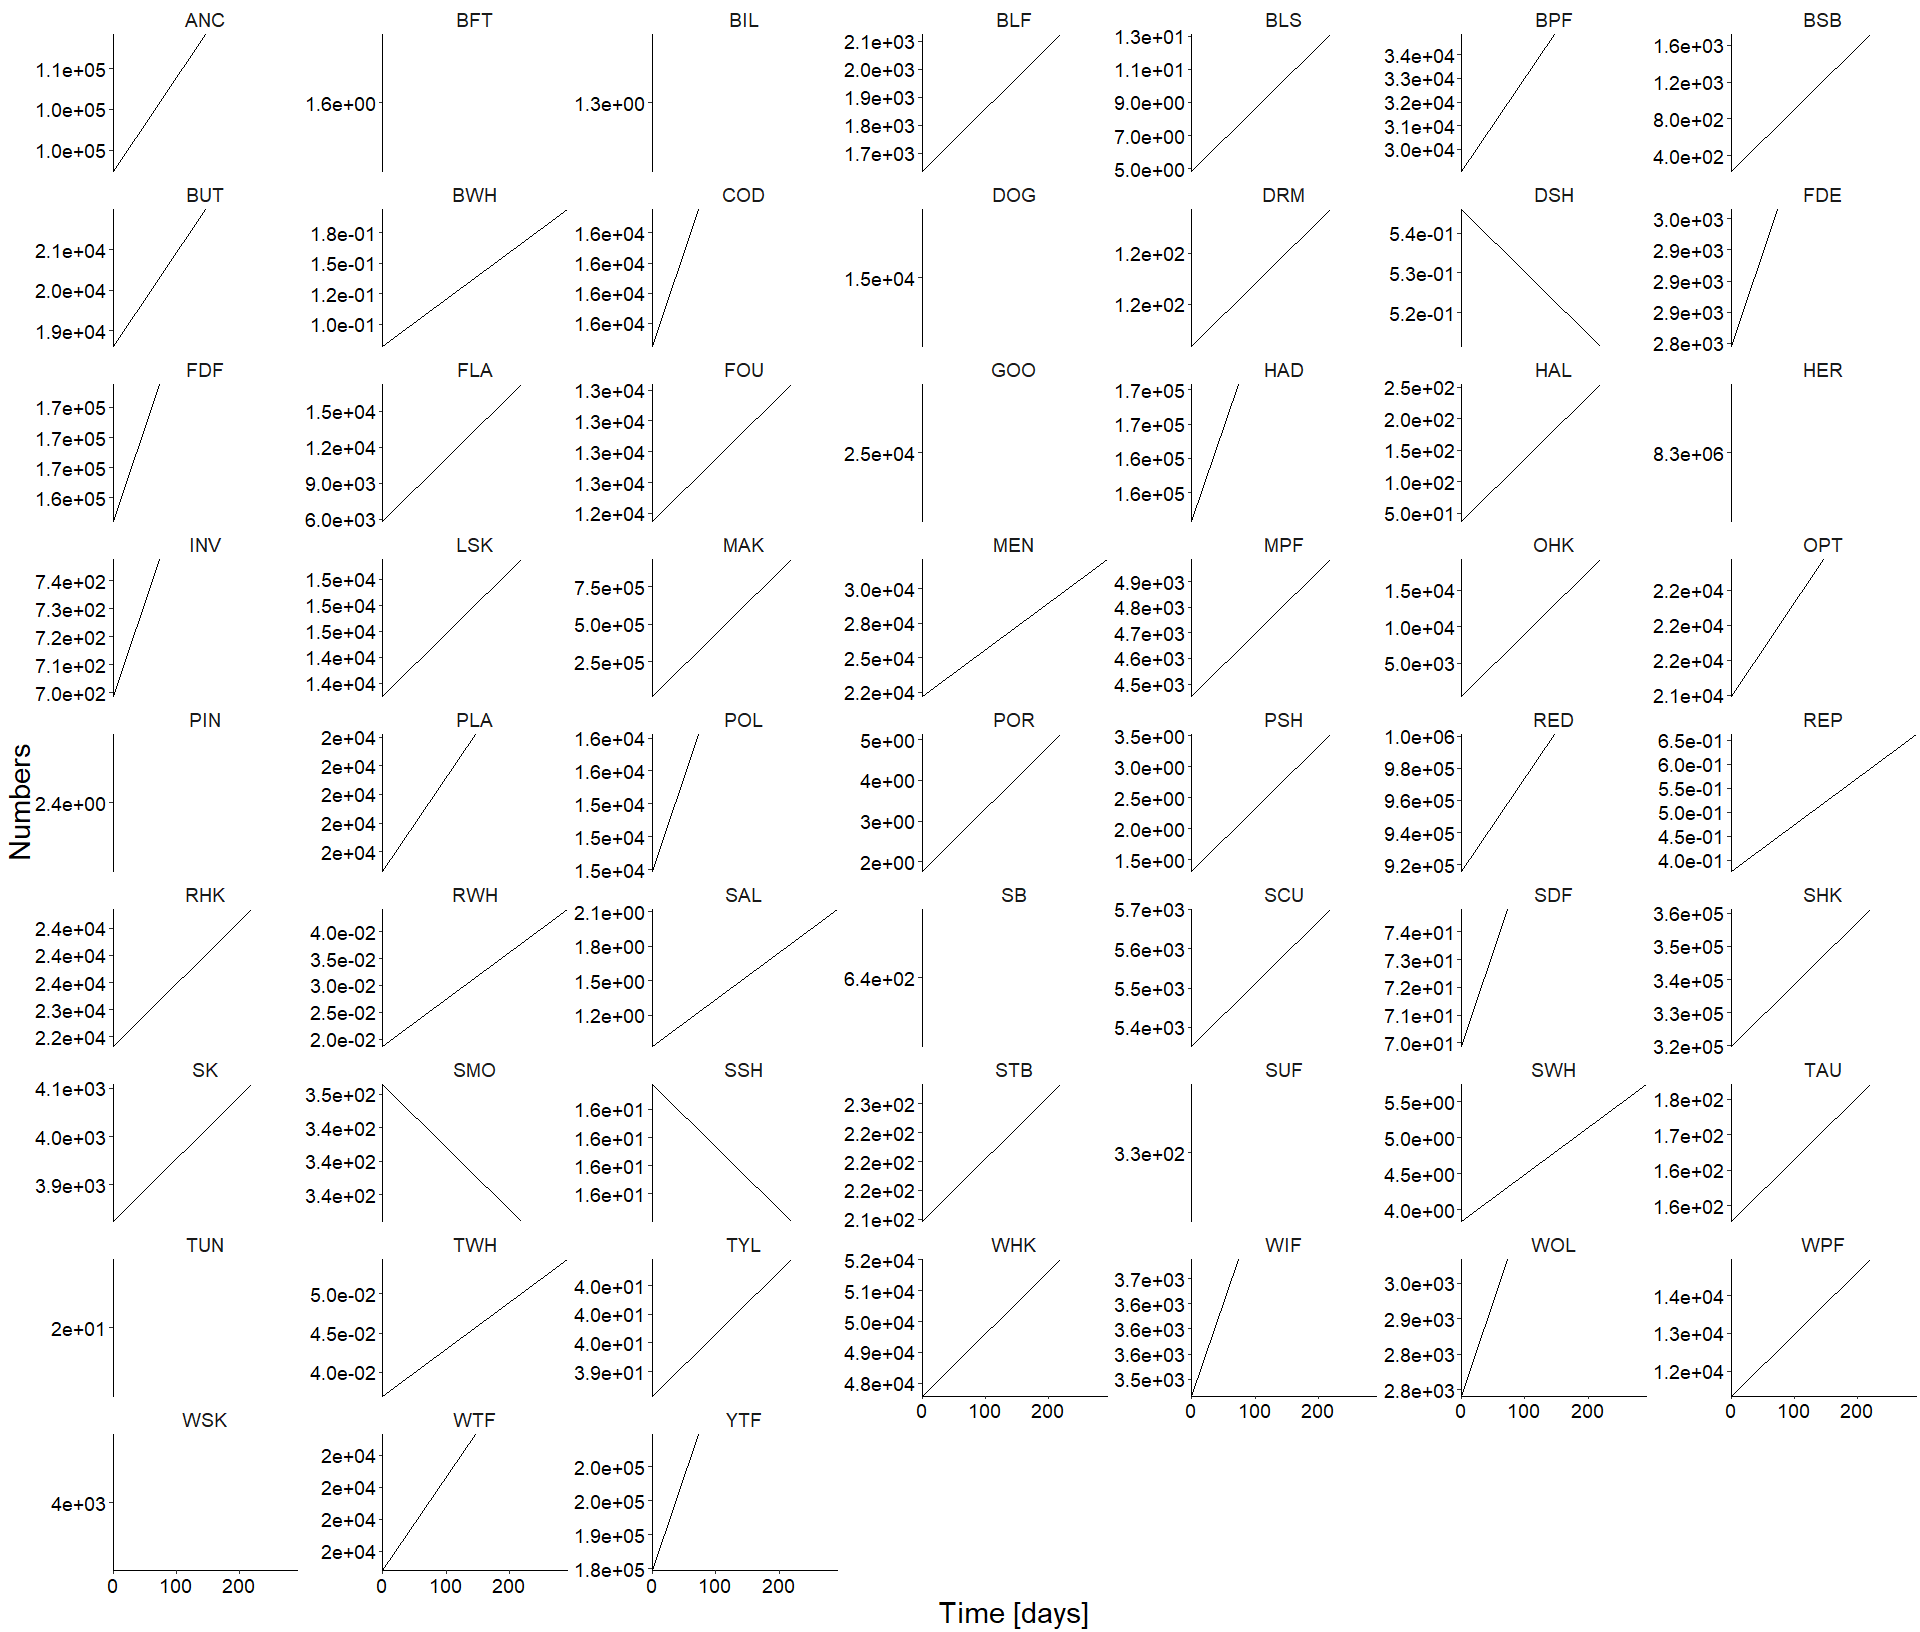 ANC BFT BIL BLF BLS BPF BSB
1.1e+05 1.0e+05 1.0e+05
1.6e+00
1.3e+00
2.1e+03 2.0e+03 1.9e+03 1.8e+03 1.7e+03
1.3e+01 1.1e+01 9.0e+00 7.0e+00 5.0e+00
3.4e+04 3.3e+04 3.2e+04 3.1e+04 3.0e+04
1.6e+03 1.2e+03 8.0e+02 4.0e+02
BUT BWH COD DOG DRM DSH FDE
2.1e+04 2.0e+04 1.9e+04
1.8e-01 1.5e-01 1.2e-01 1.0e-01
1.6e+04 1.6e+04 1.6e+04 1.6e+04
1.5e+04
1.2e+02 1.2e+02
5.4e-01 5.3e-01 5.2e-01
3.0e+03 2.9e+03 2.9e+03 2.9e+03 2.8e+03
FDF FLA FOU GOO HAD HAL HER
1.7e+05 1.7e+05 1.7e+05 1.6e+05
1.5e+04 1.2e+04 9.0e+03 6.0e+03
1.3e+04 1.3e+04 1.3e+04 1.3e+04 1.2e+04
2.5e+04
1.7e+05 1.7e+05 1.6e+05 1.6e+05
2.5e+02 2.0e+02 1.5e+02 1.0e+02 5.0e+01
8.3e+06
INV LSK MAK MEN MPF OHK OPT
7.4e+02 7.3e+02 7.2e+02 7.1e+02 7.0e+02
1.5e+04 1.5e+04 1.5e+04 1.4e+04 1.4e+04
7.5e+05 5.0e+05 2.5e+05
3.0e+04 2.8e+04 2.5e+04 2.2e+04
4.9e+03 4.8e+03 4.7e+03 4.6e+03 4.5e+03
1.5e+04 1.0e+04 5.0e+03
2.2e+04 2.2e+04 2.2e+04 2.1e+04
PIN PLA POL POR PSH RED REP
2.4e+00
2e+04 2e+04 2e+04 2e+04 2e+04
1.6e+04 1.6e+04 1.5e+04 1.5e+04 1.5e+04
5e+00 4e+00 3e+00 2e+00
3.5e+00 3.0e+00 2.5e+00 2.0e+00 1.5e+00
1.0e+06 9.8e+05 9.6e+05 9.4e+05 9.2e+05
6.5e-01 6.0e-01 5.5e-01 5.0e-01 4.5e-01 4.0e-01
Numbers
RHK RWH SAL SB SCU SDF SHK
2.4e+04 2.4e+04 2.4e+04 2.3e+04 2.2e+04
4.0e-02 3.5e-02 3.0e-02 2.5e-02 2.0e-02
2.1e+00 1.8e+00 1.5e+00 1.2e+00
6.4e+02
5.7e+03 5.6e+03 5.5e+03 5.4e+03
7.4e+01 7.3e+01 7.2e+01 7.1e+01 7.0e+01
3.6e+05 3.5e+05 3.4e+05 3.3e+05 3.2e+05
SK SMO SSH STB SUF SWH TAU
4.1e+03 4.0e+03 3.9e+03
3.5e+02 3.4e+02 3.4e+02 3.4e+02
1.6e+01 1.6e+01 1.6e+01 1.6e+01
2.3e+02 2.2e+02 2.2e+02 2.2e+02 2.1e+02
3.3e+02
5.5e+00 5.0e+00 4.5e+00 4.0e+00
1.8e+02 1.7e+02 1.6e+02 1.6e+02
TUN TWH TYL WHK WIF WOL WPF
2e+01
5.0e-02 4.5e-02 4.0e-02
4.0e+01 4.0e+01 4.0e+01 3.9e+01
5.2e+04 5.1e+04 5.0e+04 4.9e+04 4.8e+04
3.7e+03 3.6e+03 3.6e+03 3.6e+03 3.5e+03
3.0e+03 2.9e+03 2.8e+03 2.8e+03
1.4e+04 1.3e+04 1.2e+04
0 100 200 0 100 200 0 100 200 0 100 200
WSK WTF YTF
4e+03
2e+04 2e+04 2e+04 2e+04
2.0e+05 2.0e+05 1.9e+05 1.8e+05
0 100 200 0 100 200 0 100 200
Time [days]